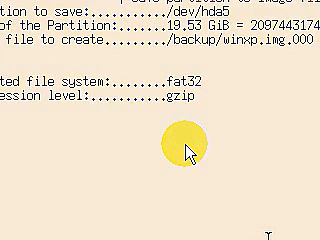 tion to save:............/dev/hda5
of the Partition:.......19.53 GiB = 2097443174
file to create.........../backup/winxp.img.000
ted file system:........fat32
ession level:...........gzip